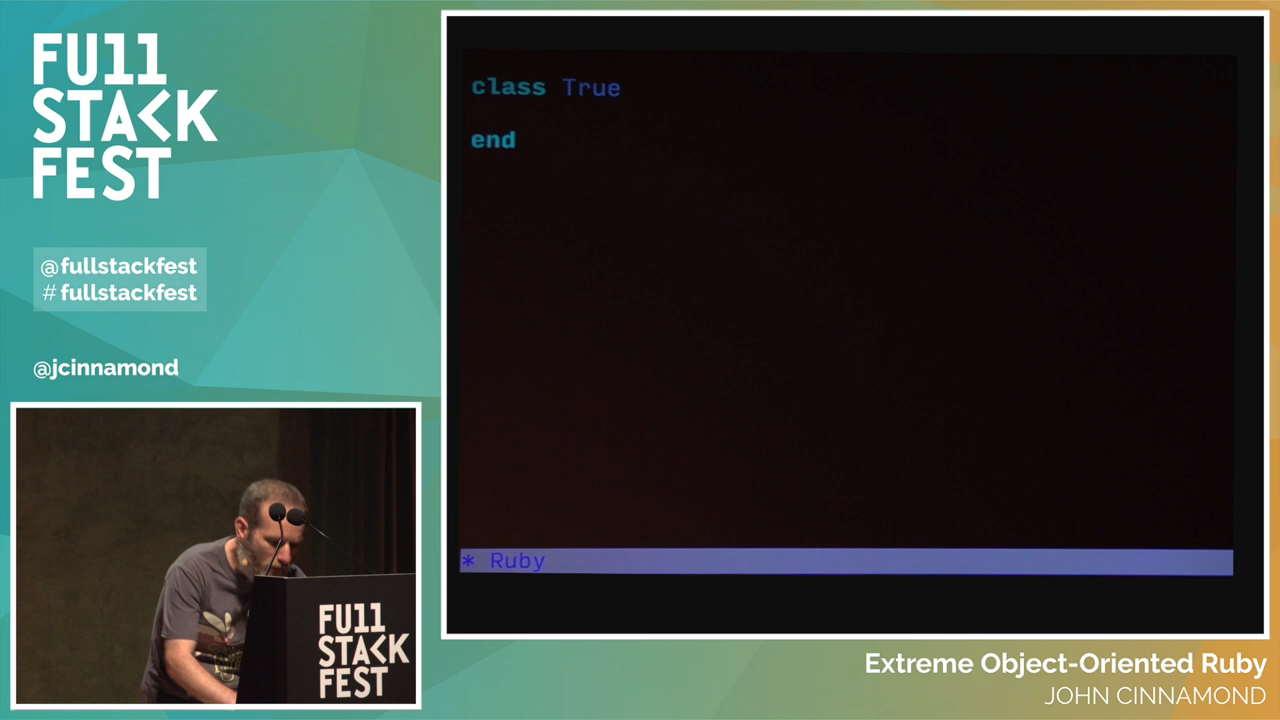 FU11
STACK
FEST
@fullstackfest
# fullstackfest
@jcinnamond
class True
end
* Ruby
FU11
STACK
FEST
Extreme Object-Oriented Ruby
JOHN CINNAMOND